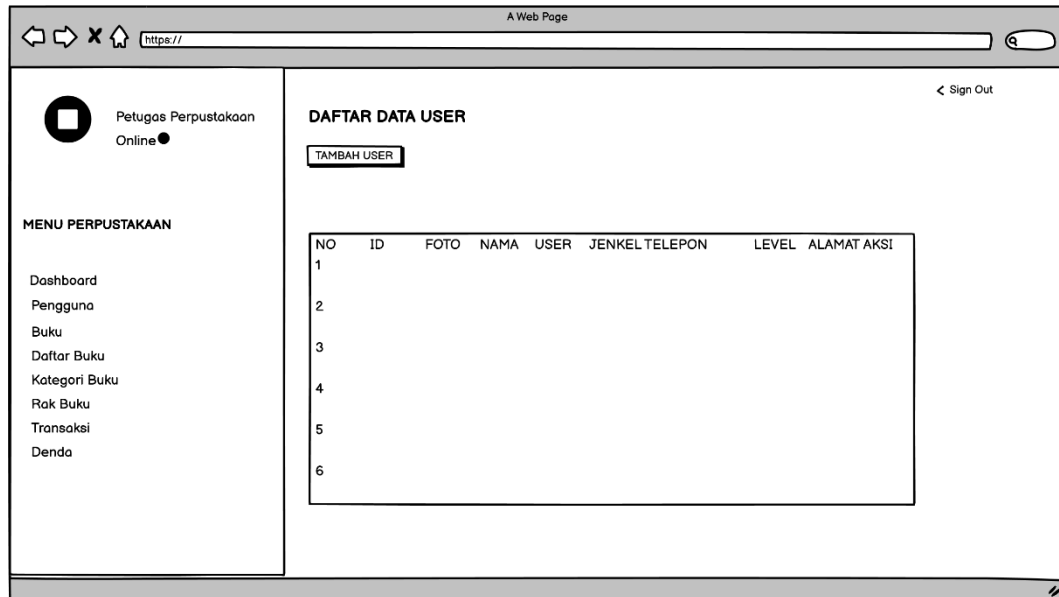 A Web Page
https://
Sign Out
Petugas Perpustakaan
Online
MENU PERPUSTAKAAN
Dashboard
Pengguna
Buku
Daftar Buku
Kategori Buku
Rak Buku
Transaksi
Denda
DAFTAR DATA USER
TAMBAH USER
NO ID FOTO NAMA USER JENKEL TELEPON LEVEL ALAMAT AKSI
1
2
3
4
5
6